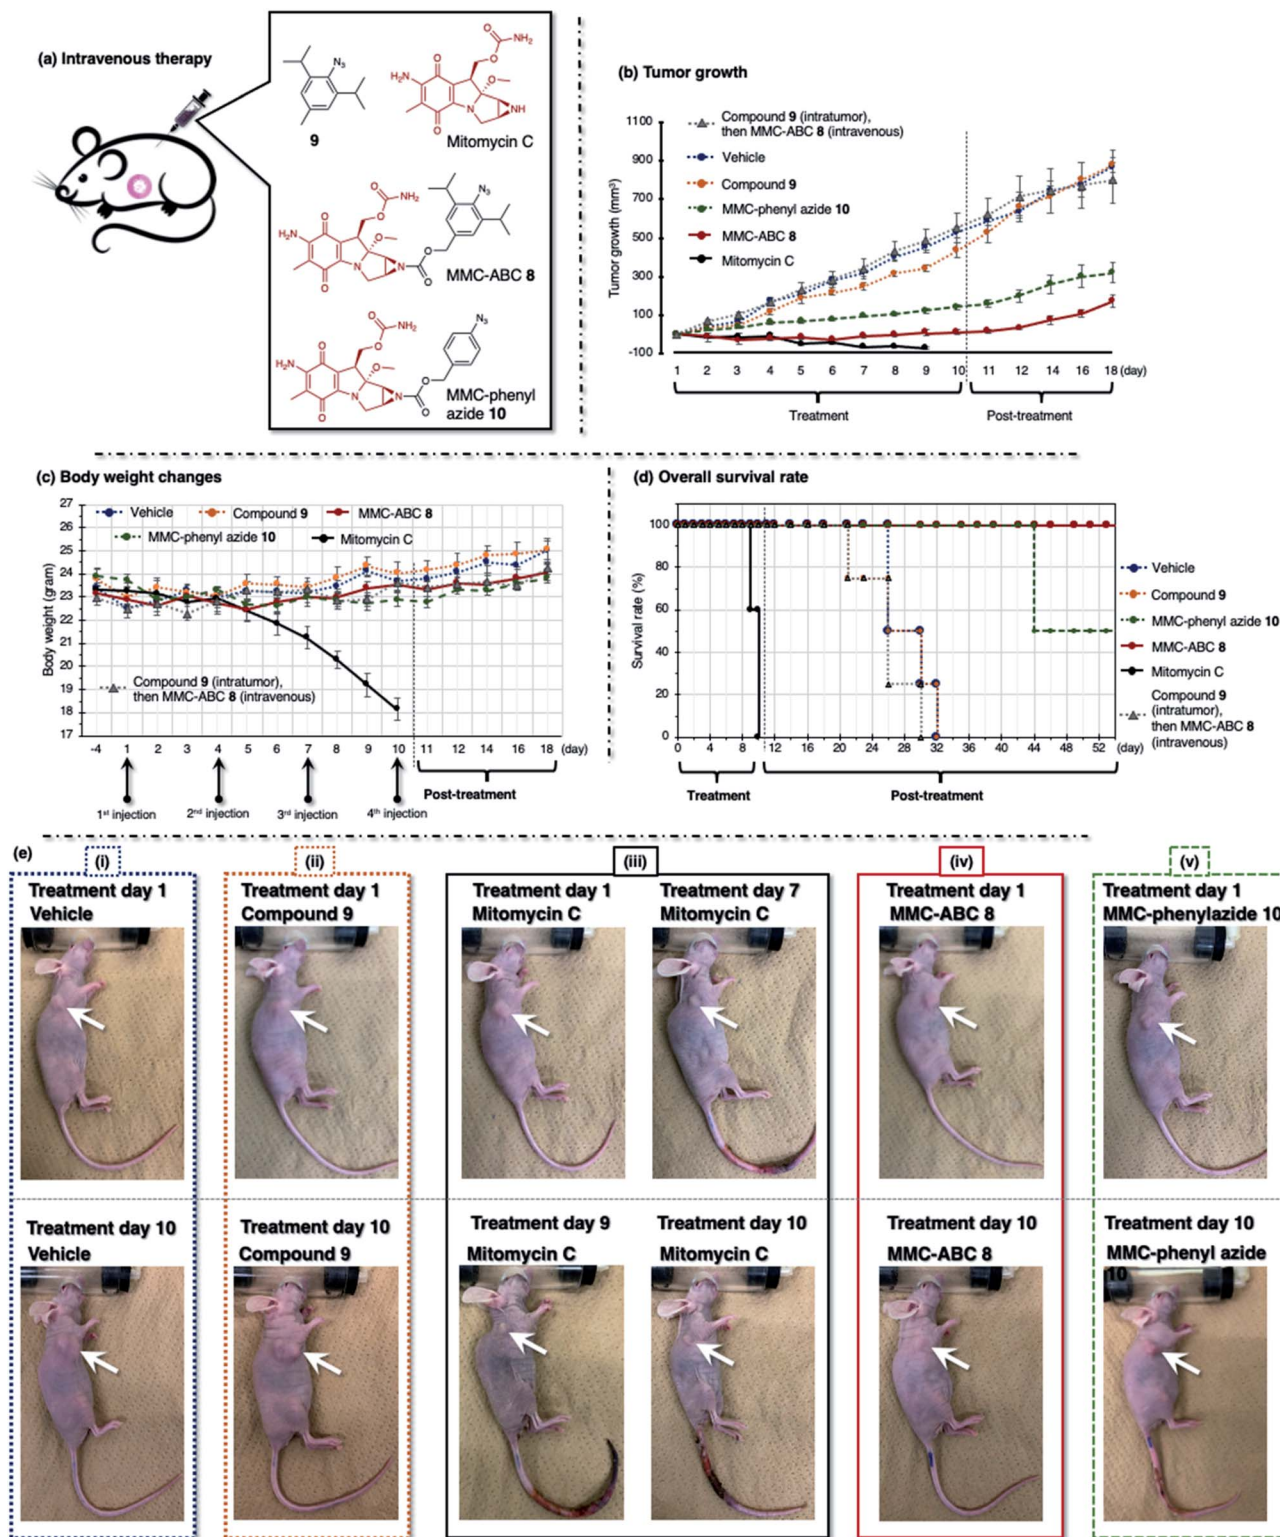 (a) Intravenous therapy
N₃
9
O
NH₂
O
O
H₂N
O
N
NH
O
Mitomycin C
O
NH₂
O
N₃
O
H₂N
O
N
N
O
O
O
MMC-ABC 8
O
NH₂
O
N₃
O
H₂N
O
N
N
O
O
O
MMC-phenyl
azide 10
(b) Tumor growth
Compound 9 (intratumor),
then MMC-ABC 8 (intravenous)
Vehicle
Compound 9
MMC-phenyl azide 10
MMC-ABC 8
Mitomycin C
Tumor growth (mm³)
1100
900
700
500
300
100
-100
1 2 3 4 5 6 7 8 9 10 11 12 14 16 18 (day)
Treatment
Post-treatment
(c) Body weight changes
Vehicle
Compound 9
MMC-ABC 8
MMC-phenyl azide 10
Mitomycin C
Body weight (gram)
27
26
25
24
23
22
21
20
19
18
17
Compound 9 (intratumor),
then MMC-ABC 8 (intravenous)
-4 1 2 3 4 5 6 7 8 9 10 11 12 14 16 18 (day)
1st injection
2nd injection
3rd injection
4th injection
Post-treatment
(d) Overall survival rate
Survival rate (%)
100
80
60
40
20
0
0 4 8 12 16 20 24 28 32 36 40 44 48 52 (day)
Treatment
Post-treatment
Vehicle
Compound 9
MMC-phenyl azide 10
MMC-ABC 8
Mitomycin C
Compound 9
(intratumor),
then MMC-ABC 8
(intravenous)
(e)
(i)
(ii)
(iii)
(iv)
(v)
Treatment day 1
Vehicle
Treatment day 1
Compound 9
Treatment day 1
Mitomycin C
Treatment day 7
Mitomycin C
Treatment day 1
MMC-ABC 8
Treatment day 1
MMC-phenylazide 10
Treatment day 10
Vehicle
Treatment day 10
Compound 9
Treatment day 9
Mitomycin C
Treatment day 10
Mitomycin C
Treatment day 10
MMC-ABC 8
Treatment day 10
MMC-phenyl azide
10